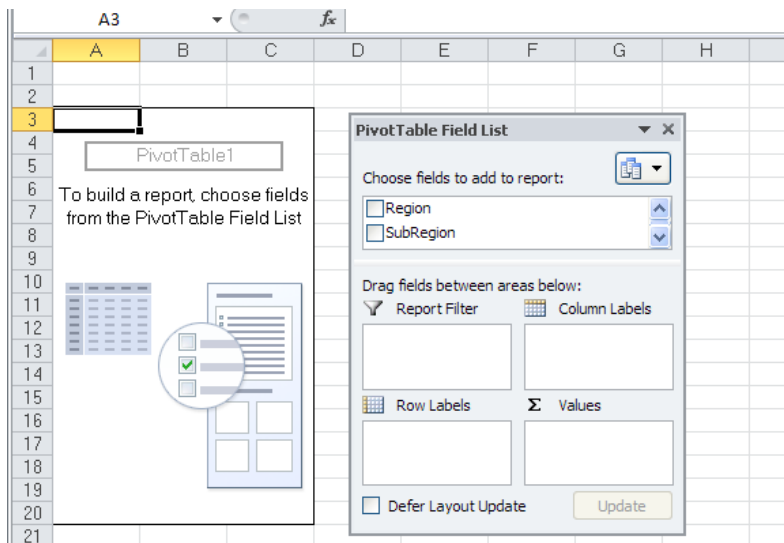 A3 fx
A B C D E F G H
1
2
3
4
5
6
7
8
9
10
11
12
13
14
15
16
17
18
19
20
21
PivotTable1
To build a report, choose fields
from the PivotTable Field List
PivotTable Field List
Choose fields to add to report:
Region
SubRegion
Drag fields between areas below:
Report Filter
Column Labels
Row Labels
Σ Values
Defer Layout Update
Update